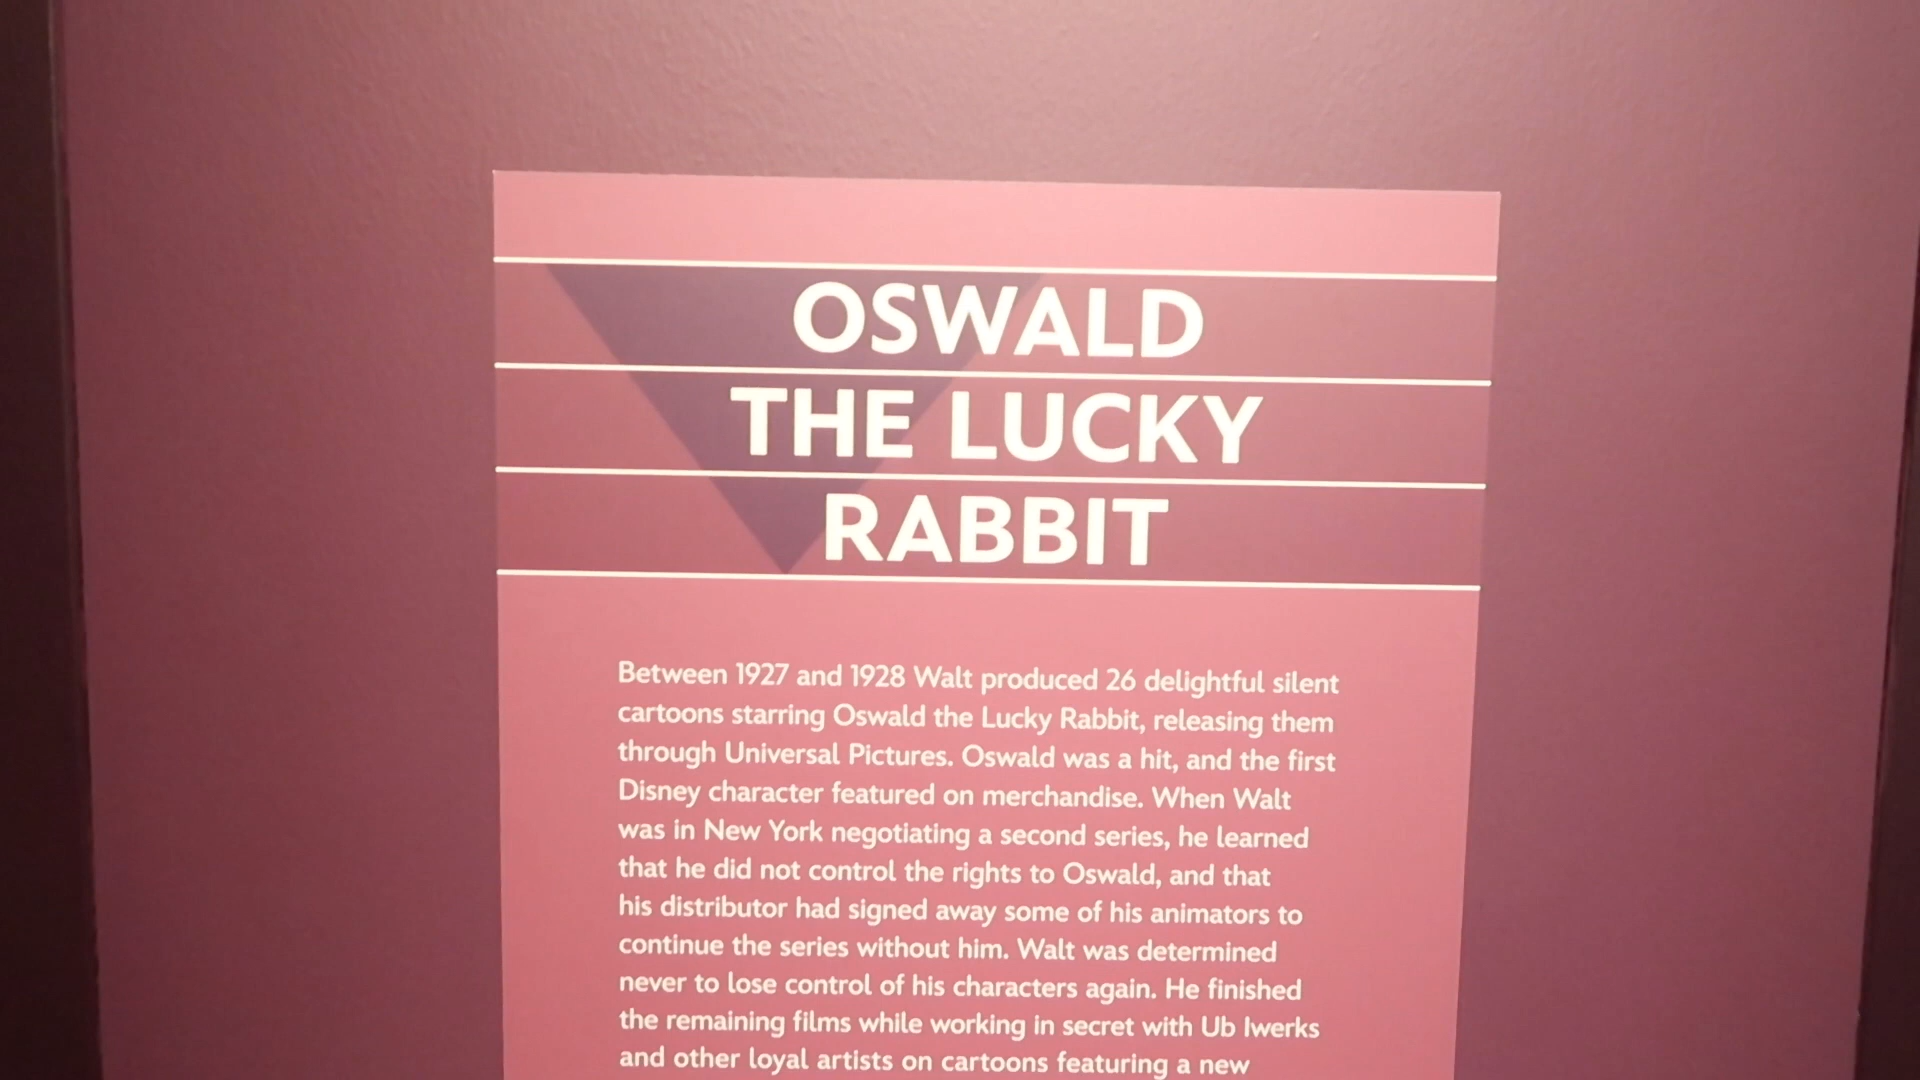 OSWALD
THE LUCKY
RABBIT
Between 1927 and 1928 Walt produced 26 delightful silent
cartoons starring Oswald the Lucky Rabbit, releasing them
through Universal Pictures. Oswald was a hit, and the first
Disney character featured on merchandise. When Walt
was in New York negotiating a second series, he learned
that he did not control the rights to Oswald, and that
his distributor had signed away some of his animators to
continue the series without him. Walt was determined
never to lose control of his characters again. He finished
the remaining films while working in secret with Ub Iwerks
and other loyal artists on cartoons featuring a new